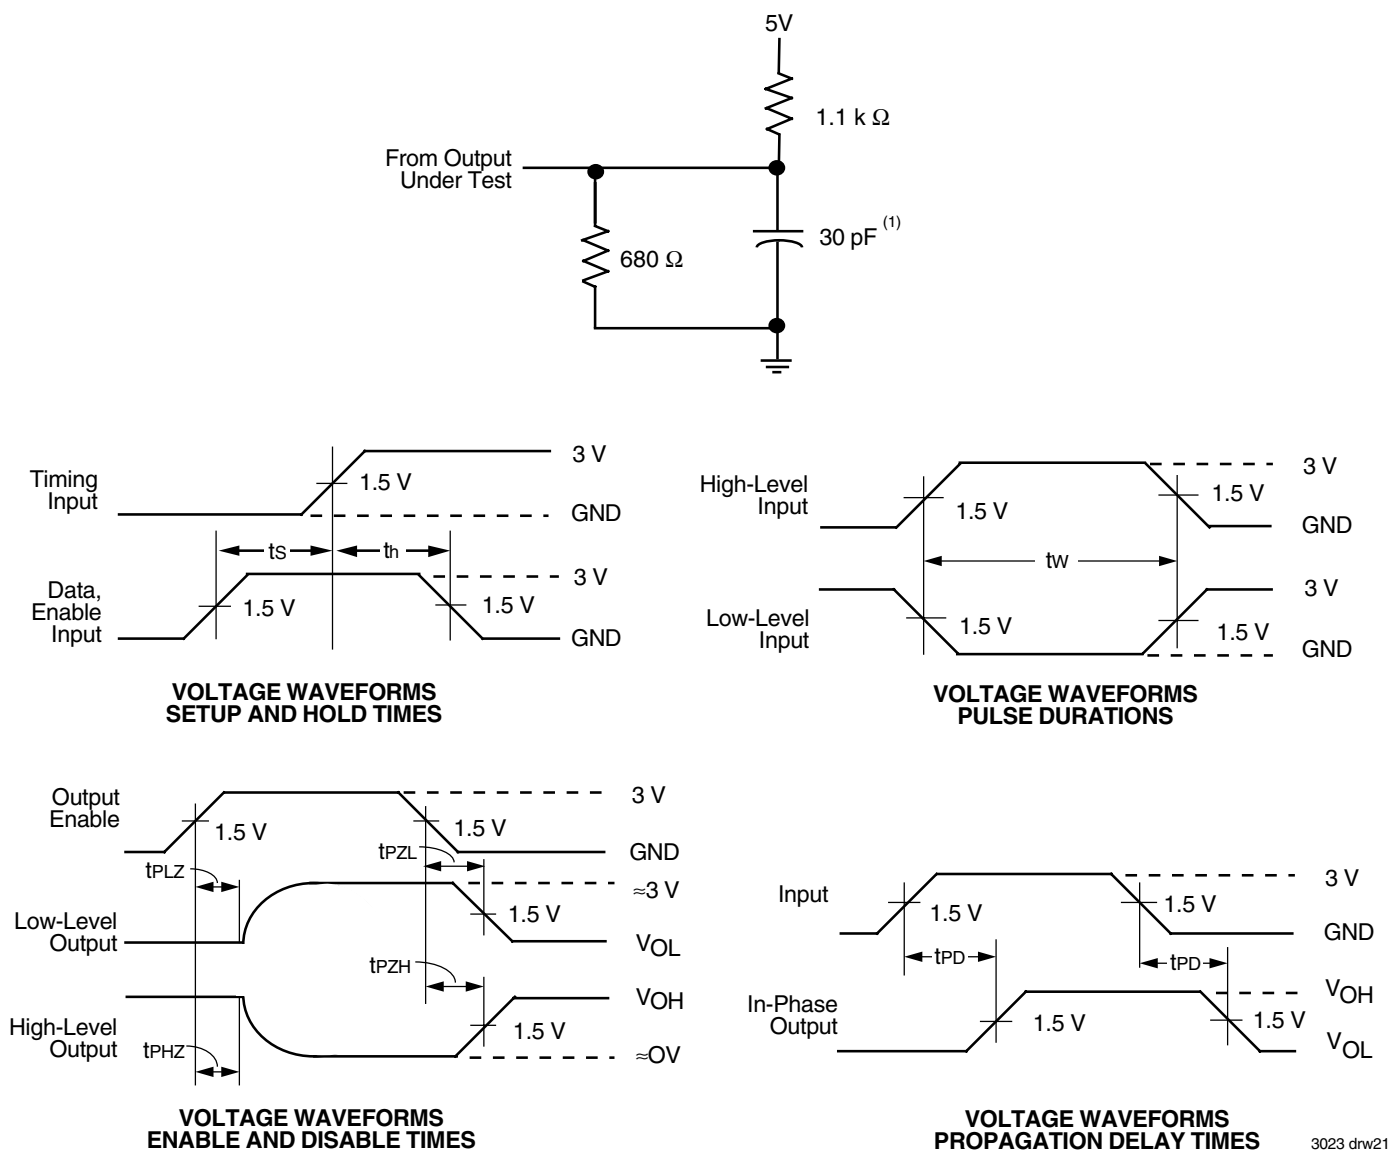 5V
1.1 k Ω
From Output
Under Test
680 Ω
30 pF (1)
Timing
Input
1.5 V
3 V
GND
tS
th
Data,
Enable
Input
1.5 V
1.5 V
3 V
GND
VOLTAGE WAVEFORMS
SETUP AND HOLD TIMES
High-Level
Input
1.5 V
1.5 V
3 V
GND
tW
Low-Level
Input
1.5 V
1.5 V
3 V
GND
VOLTAGE WAVEFORMS
PULSE DURATIONS
Output
Enable
1.5 V
1.5 V
3 V
GND
tPLZ
tPZL
Low-Level
Output
1.5 V
≈3 V
VOL
tPZH
High-Level
Output
tPHZ
1.5 V
VOH
≈OV
VOLTAGE WAVEFORMS
ENABLE AND DISABLE TIMES
Input
1.5 V
1.5 V
3 V
GND
tPD
tPD
In-Phase
Output
1.5 V
1.5 V
VOH
VOL
VOLTAGE WAVEFORMS
PROPAGATION DELAY TIMES
3023 drw21